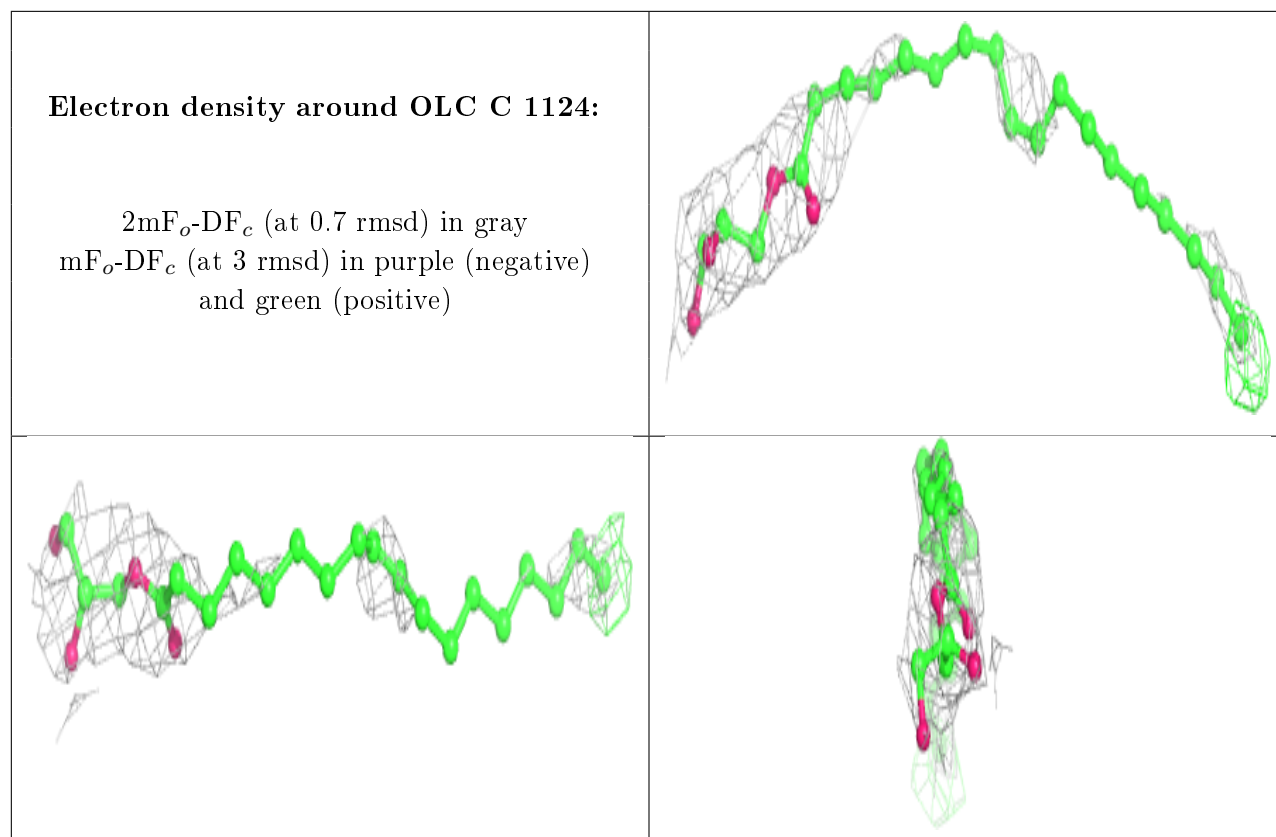 Electron density around OLC C 1124:
2mFₒ-DF𝒸 (at 0.7 rmsd) in gray
mFₒ-DF𝒸 (at 3 rmsd) in purple (negative)
and green (positive)